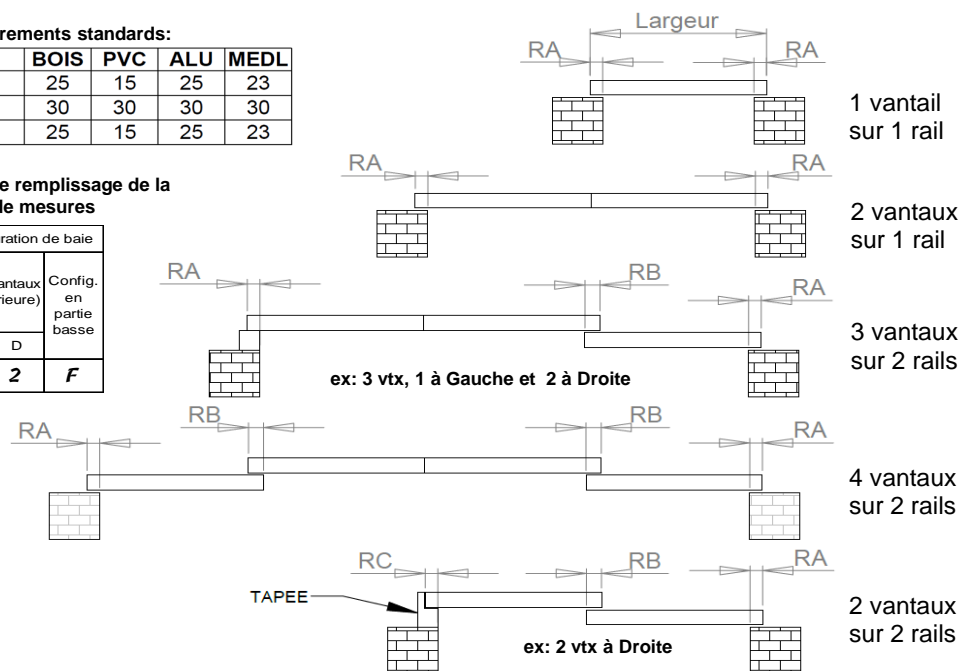 rements standards:
BOIS PVC ALU MEDL
25 15 25 23
30 30 30 30
25 15 25 23
e remplissage de la
de mesures
ration de baie
antaux
rieure)
Config.
en
partie
basse
D
2 F
Largeur
RA RA
1 vantail
sur 1 rail
RA RA
2 vantaux
sur 1 rail
RA RB RA
3 vantaux
sur 2 rails
ex: 3 vtx, 1 à Gauche et 2 à Droite
RA RB RB RA
4 vantaux
sur 2 rails
RC RB RA
TAPEE
2 vantaux
sur 2 rails
ex: 2 vtx à Droite